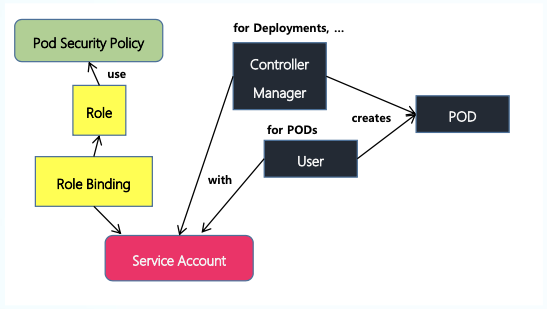 for Deployments, ...
Pod Security Policy
Controller
Manager
use
Role
creates
POD
for PODs
User
Role Binding
with
Service Account